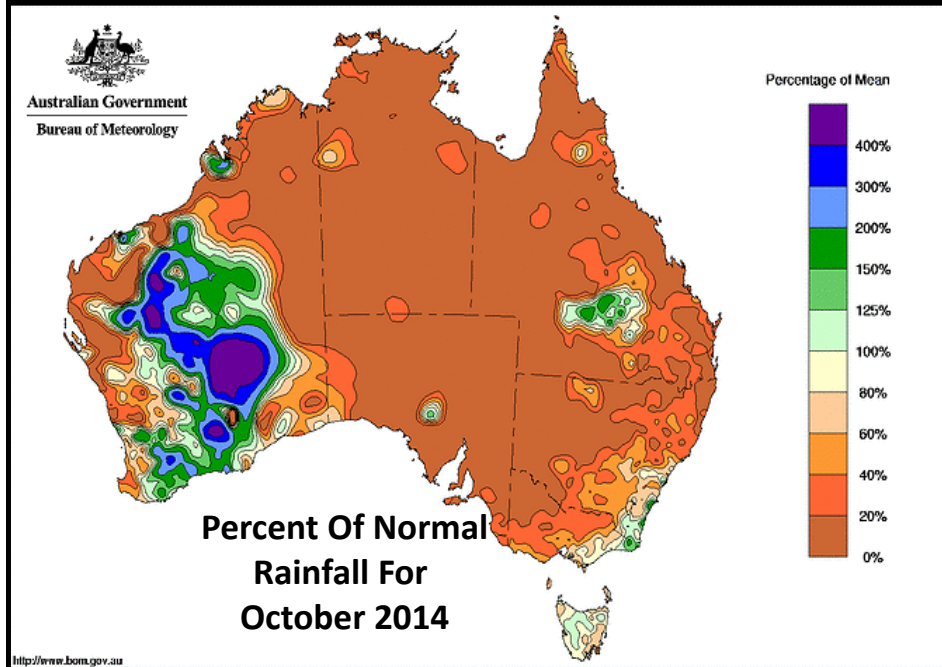 Australian Government
Bureau of Meteorology
Percentage of Mean
400%
300%
200%
150%
125%
100%
80%
60%
40%
20%
0%
Percent Of Normal
Rainfall For
October 2014
http://www.bom.gov.au